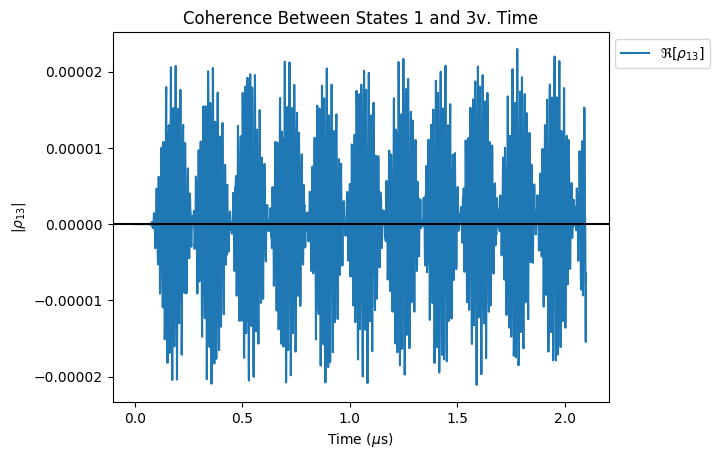 Coherence Between States 1 and 3v. Time
ℜ[ρ₁₃]
0.00002
0.00001
0.00000
−0.00001
−0.00002
|ρ₁₃|
0.0 0.5 1.0 1.5 2.0
Time (μs)